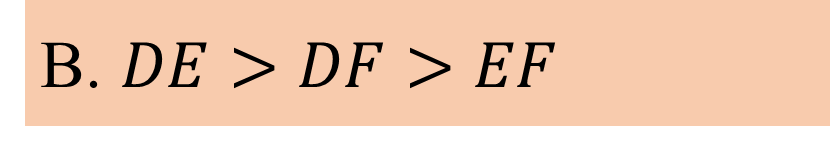 B. DE > DF > EF